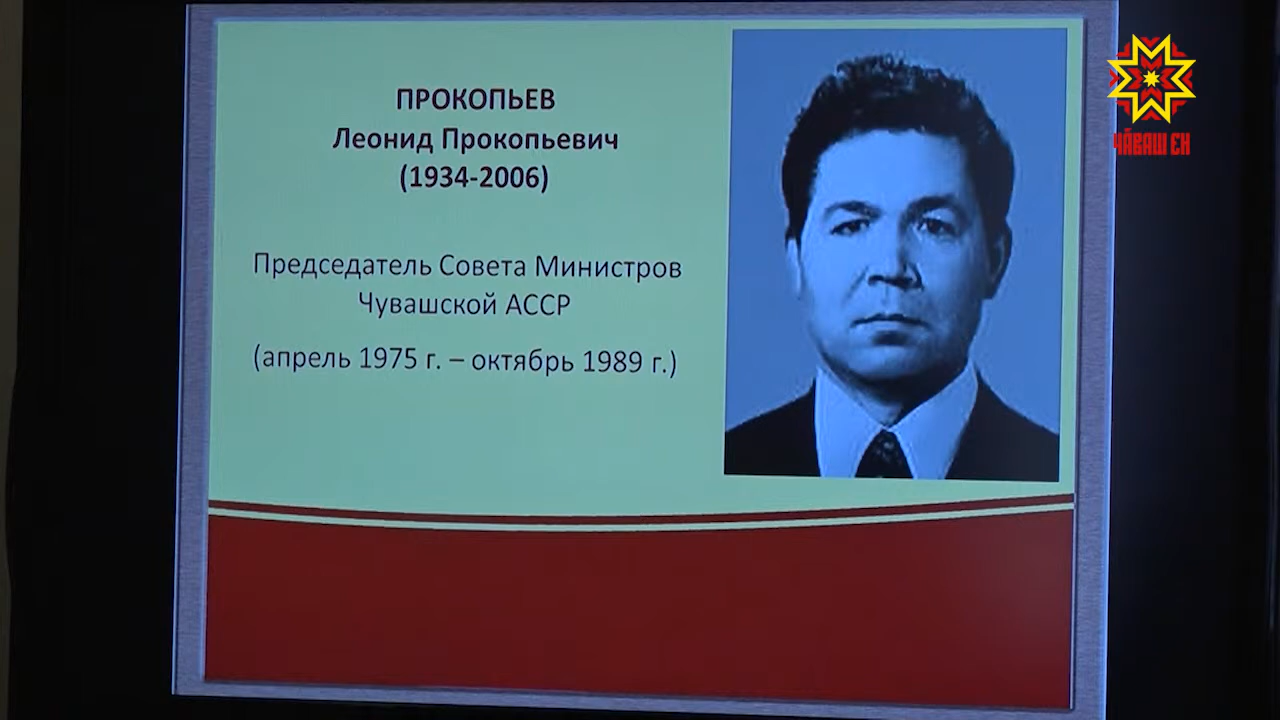 ПРОКОПЬЕВ
Леонид Прокопьевич
(1934-2006)
Председатель Совета Министров
Чувашской АССР
(апрель 1975 г. – октябрь 1989 г.)
ЧӐВАШ ЕН